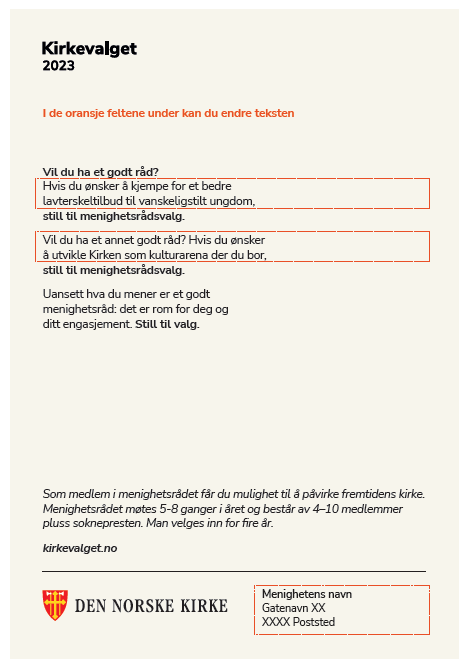 Kirkevalget
2023
I de oransje feltene under kan du endre teksten
Vil du ha et godt råd?
Hvis du ønsker å kjempe for et bedre
lavterskeltilbud til vanskeligstilt ungdom,
still til menighetsrådsvalg.
Vil du ha et annet godt råd? Hvis du ønsker
å utvikle Kirken som kulturarena der du bor,
still til menighetsrådsvalg.
Uansett hva du mener er et godt
menighetsråd: det er rom for deg og
ditt engasjement. Still til valg.
Som medlem i menighetsrådet får du mulighet til å påvirke fremtidens kirke.
Menighetsrådet møtes 5-8 ganger i året og består av 4–10 medlemmer
pluss soknepresten. Man velges inn for fire år.
kirkevalget.no
DEN NORSKE KIRKE
Menighetens navn
Gatenavn XX
XXXX Poststed